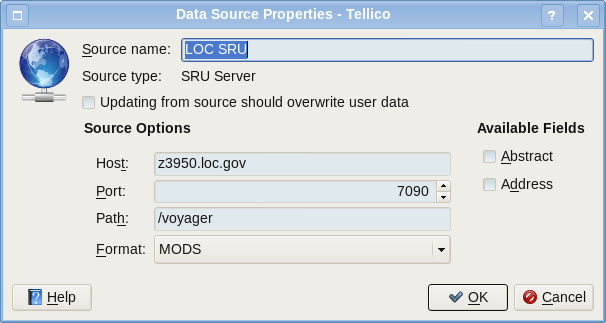 Data Source Properties - Tellico
Source name: LOC SRU
Source type: SRU Server
Updating from source should overwrite user data
Source Options
Available Fields
Host: z3950.loc.gov
Abstract
Port: 7090
Address
Path: /voyager
Format: MODS
Help
OK
Cancel